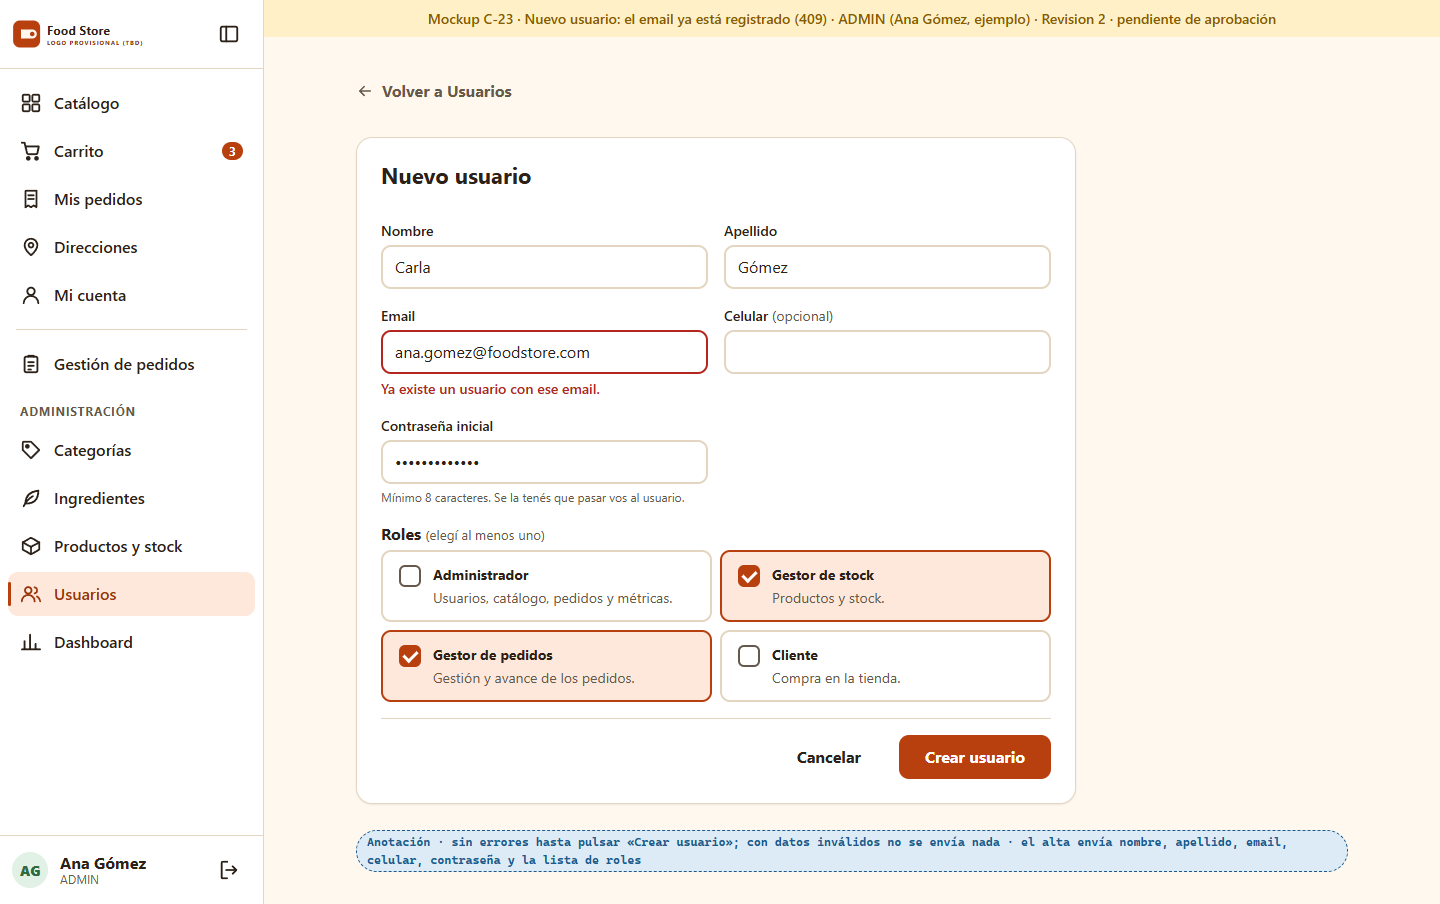 Food Store
LOGO PROVISIONAL (TBD)
Catálogo
Carrito
3
Mis pedidos
Direcciones
Mi cuenta
Gestión de pedidos
ADMINISTRACIÓN
Categorías
Ingredientes
Productos y stock
Usuarios
Dashboard
AG
Ana Gómez
ADMIN
Mockup C-23 · Nuevo usuario: el email ya está registrado (409) · ADMIN (Ana Gómez, ejemplo) · Revision 2 · pendiente de aprobación
← Volver a Usuarios
Nuevo usuario
Nombre
Carla
Apellido
Gómez
Email
ana.gomez@foodstore.com
Ya existe un usuario con ese email.
Celular (opcional)
Contraseña inicial
•••••••••••••
Mínimo 8 caracteres. Se la tenés que pasar vos al usuario.
Roles (elegí al menos uno)
Administrador
Usuarios, catálogo, pedidos y métricas.
Gestor de stock
Productos y stock.
Gestor de pedidos
Gestión y avance de los pedidos.
Cliente
Compra en la tienda.
Cancelar
Crear usuario
Anotación · sin errores hasta pulsar «Crear usuario»; con datos inválidos no se envía nada · el alta envía nombre, apellido, email,
celular, contraseña y la lista de roles